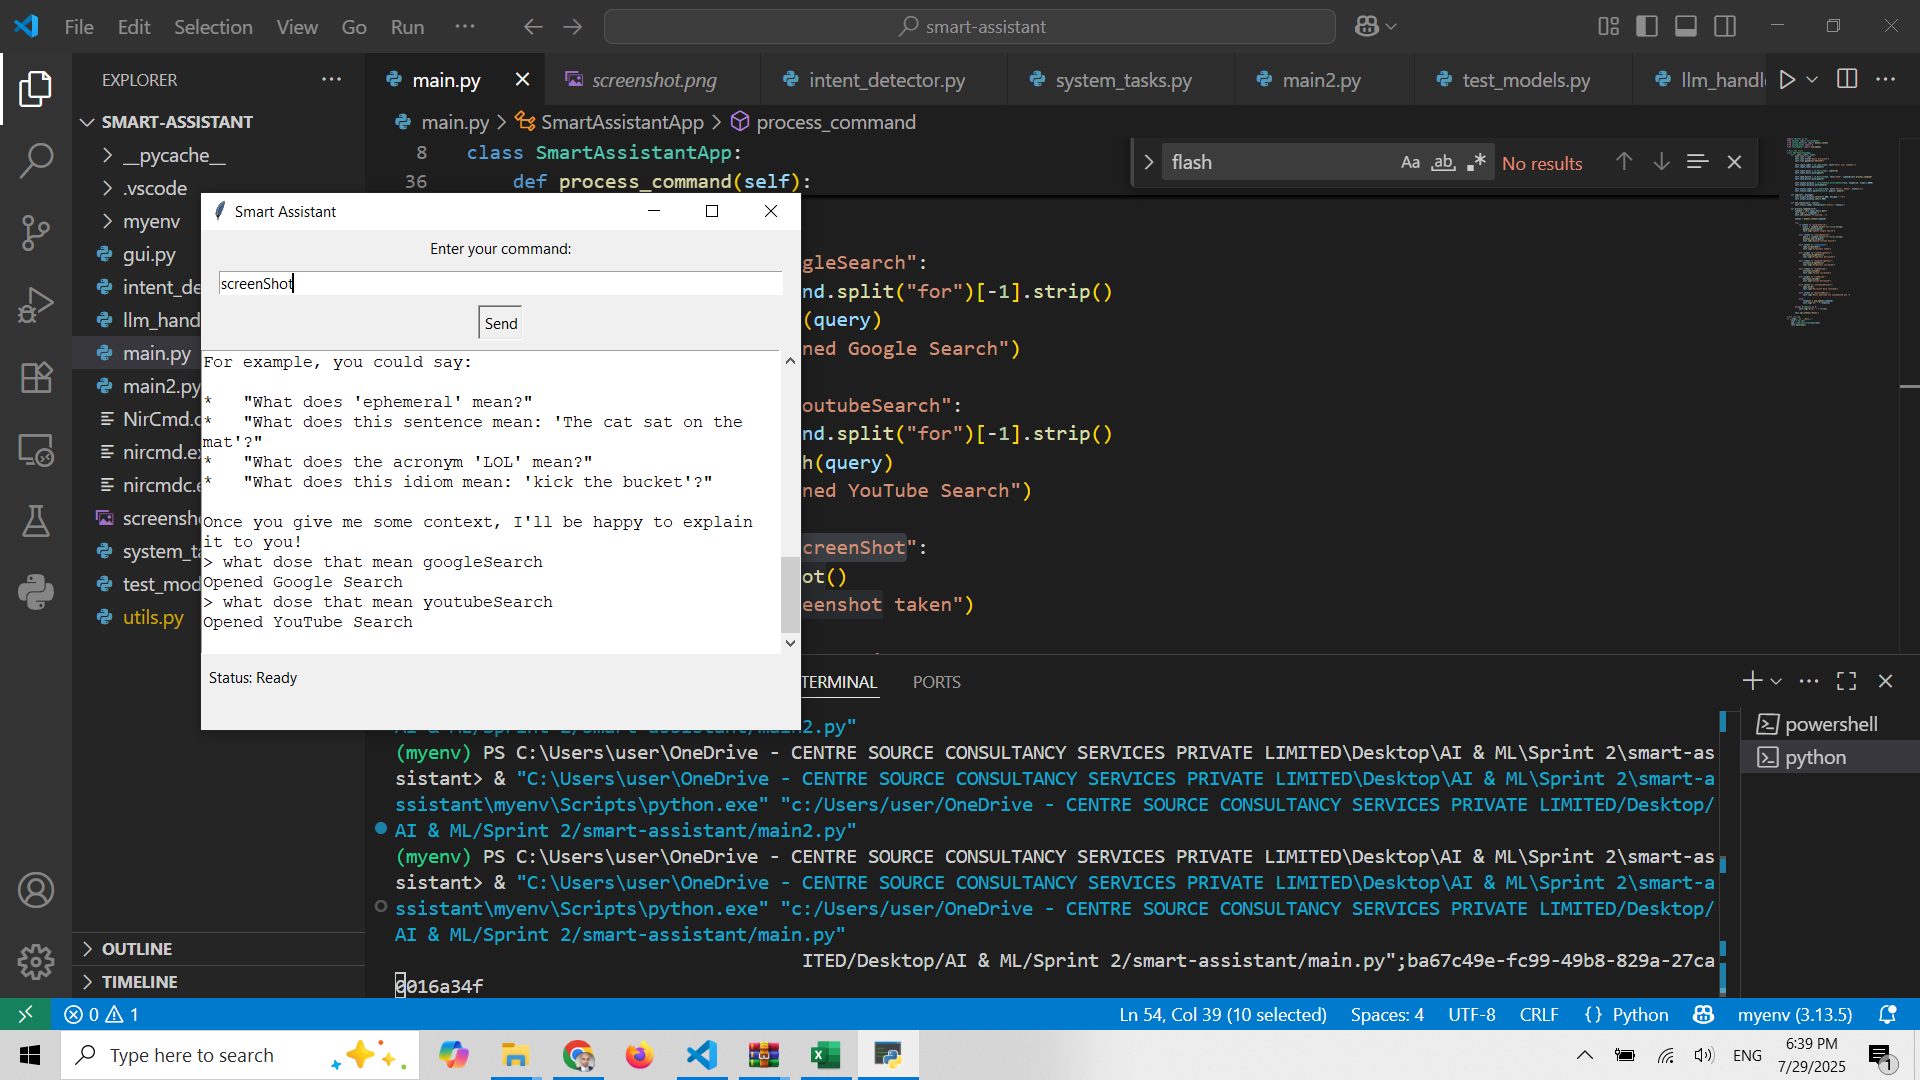 File Edit Selection View Go Run ··· smart-assistant
EXPLORER ···
SMART-ASSISTANT
__pycache__
.vscode
myenv
gui.py
intent_de
llm_hand
main.py
main2.py
NirCmd.c
nircmd.ex
nircmdc.e
screensho
system_ta
test_mod
utils.py
OUTLINE
TIMELINE
main.py screenshot.png intent_detector.py system_tasks.py main2.py test_models.py llm_handl
main.py > SmartAssistantApp > process_command
8 class SmartAssistantApp:
36 def process_command(self):
flash Aa ab No results
gleSearch":
nd.split("for")[-1].strip()
(query)
ned Google Search")
outubeSearch":
nd.split("for")[-1].strip()
h(query)
ned YouTube Search")
creenShot":
ot()
eenshot taken")
Smart Assistant
Enter your command:
screenShot
Send
For example, you could say:
* "What does 'ephemeral' mean?"
* "What does this sentence mean: 'The cat sat on the
mat'?"
* "What does the acronym 'LOL' mean?"
* "What does this idiom mean: 'kick the bucket'?"
Once you give me some context, I'll be happy to explain
it to you!
> what dose that mean googleSearch
Opened Google Search
> what dose that mean youtubeSearch
Opened YouTube Search
Status: Ready
TERMINAL PORTS
powershell
python
AI & ML/Sprint 2/smart-assistant/main2.py"
(myenv) PS C:\Users\user\OneDrive - CENTRE SOURCE CONSULTANCY SERVICES PRIVATE LIMITED\Desktop\AI & ML\Sprint 2\smart-as
sistant> & "C:\Users\user\OneDrive - CENTRE SOURCE CONSULTANCY SERVICES PRIVATE LIMITED\Desktop\AI & ML\Sprint 2\smart-a
ssistant\myenv\Scripts\python.exe" "c:/Users/user/OneDrive - CENTRE SOURCE CONSULTANCY SERVICES PRIVATE LIMITED/Desktop/
AI & ML/Sprint 2/smart-assistant/main2.py"
(myenv) PS C:\Users\user\OneDrive - CENTRE SOURCE CONSULTANCY SERVICES PRIVATE LIMITED\Desktop\AI & ML\Sprint 2\smart-as
sistant> & "C:\Users\user\OneDrive - CENTRE SOURCE CONSULTANCY SERVICES PRIVATE LIMITED\Desktop\AI & ML\Sprint 2\smart-a
ssistant\myenv\Scripts\python.exe" "c:/Users/user/OneDrive - CENTRE SOURCE CONSULTANCY SERVICES PRIVATE LIMITED/Desktop/
AI & ML/Sprint 2/smart-assistant/main.py"
ITED/Desktop/AI & ML/Sprint 2/smart-assistant/main.py";ba67c49e-fc99-49b8-829a-27ca
0016a34f
0 1 Ln 54, Col 39 (10 selected) Spaces: 4 UTF-8 CRLF {} Python myenv (3.13.5)
Type here to search
ENG 6:39 PM
7/29/2025
1